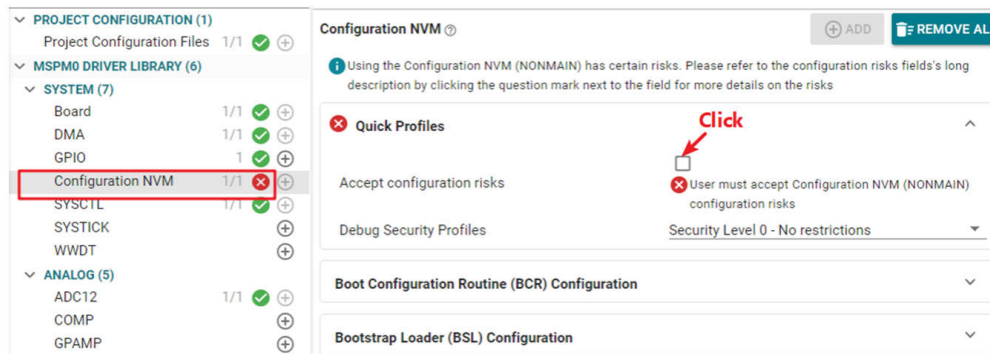 PROJECT CONFIGURATION (1)
Project Configuration Files 1/1
MSPM0 DRIVER LIBRARY (6)
SYSTEM (7)
Board 1/1
DMA 1/1
GPIO 1
Configuration NVM 1/1
SYSCTL 1/1
SYSTICK
WWDT
ANALOG (5)
ADC12 1/1
COMP
GPAMP
Configuration NVM
ADD
REMOVE AL
Using the Configuration NVM (NONMAIN) has certain risks. Please refer to the configuration risks fields's long
description by clicking the question mark next to the field for more details on the risks
Quick Profiles
Click
Accept configuration risks
User must accept Configuration NVM (NONMAIN)
configuration risks
Debug Security Profiles
Security Level 0 - No restrictions
Boot Configuration Routine (BCR) Configuration
Bootstrap Loader (BSL) Configuration